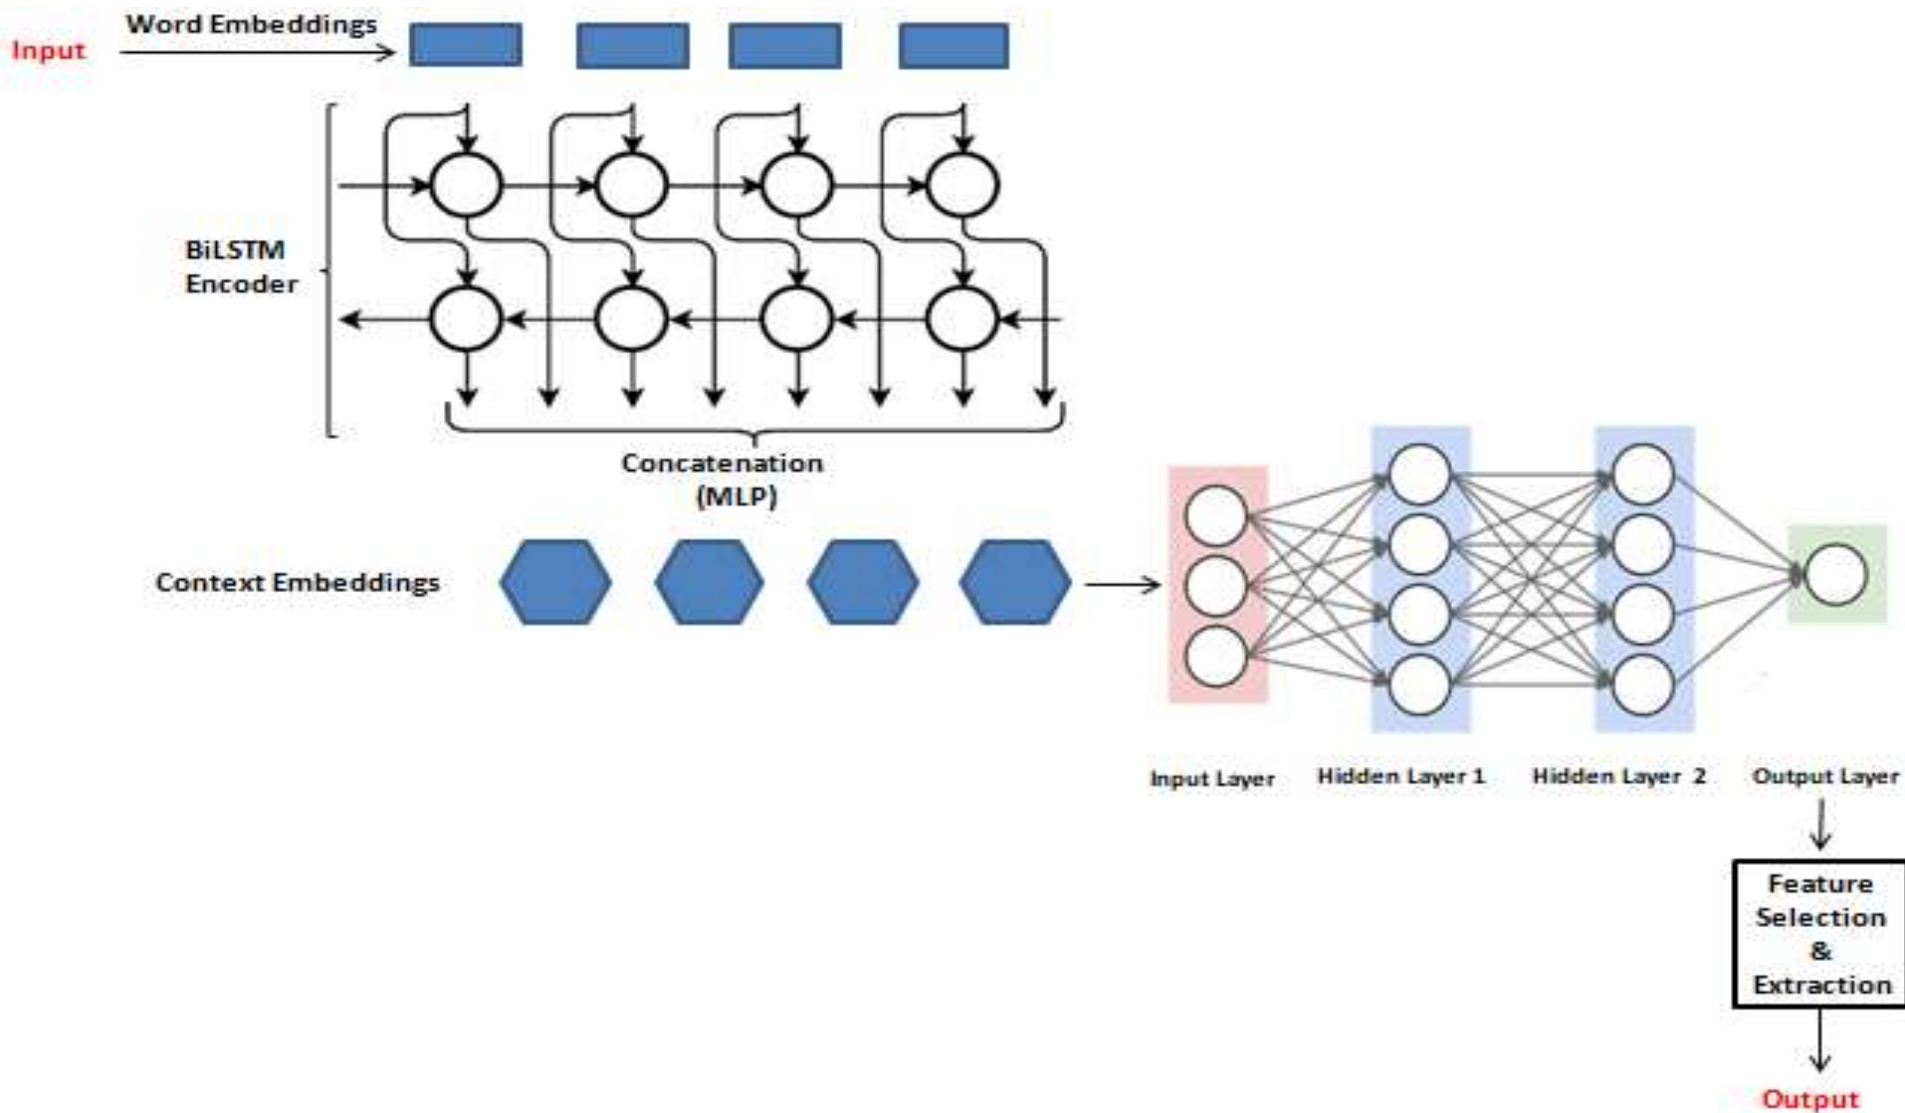 Word Embeddings
Input
BiLSTM
Encoder
Concatenation
(MLP)
Context Embeddings
Input Layer
Hidden Layer 1
Hidden Layer 2
Output Layer
Feature
Selection
&
Extraction
Output